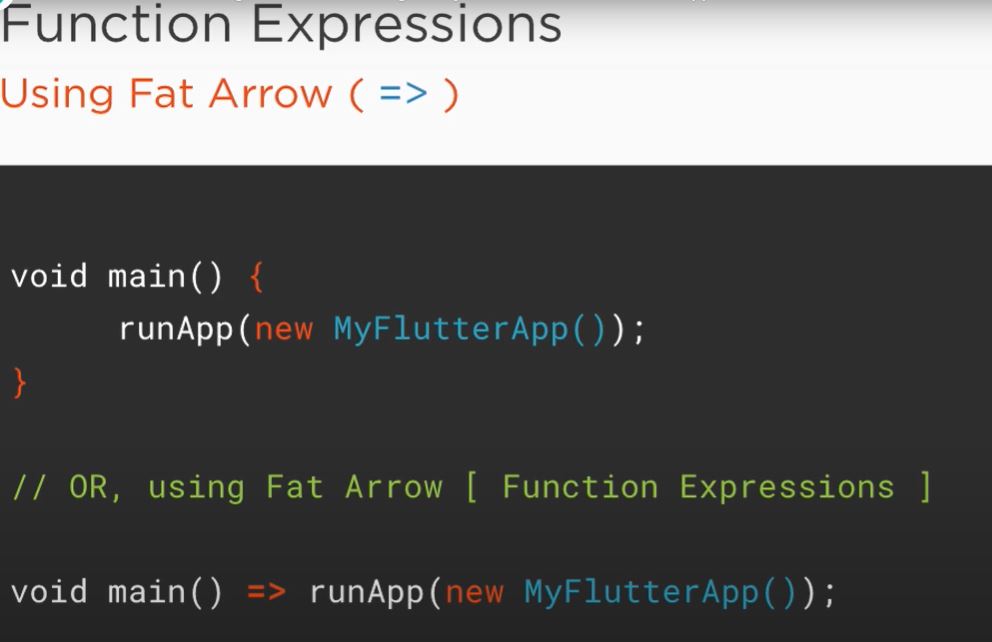 Function Expressions
Using Fat Arrow ( => )
void main() {
runApp(new MyFlutterApp());
}
// OR, using Fat Arrow [ Function Expressions ]
void main() => runApp(new MyFlutterApp());